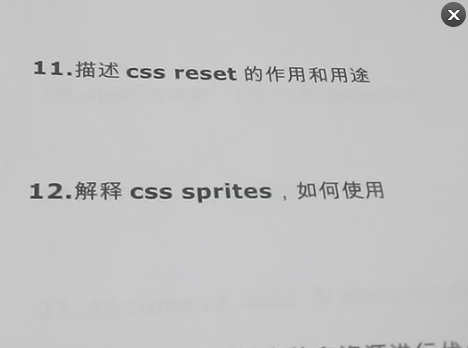 11.描述 css reset 的作用和用途
12.解释 css sprites，如何使用